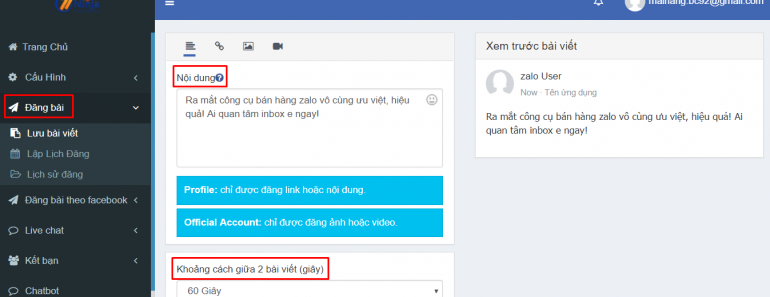 Ninja
maihang.bc92@gmail.com
Trang Chủ
Cấu Hình
Đăng bài
Lưu bài viết
Lập Lịch Đăng
Lịch sử đăng
Đăng bài theo facebook
Live chat
Kết bạn
Chatbot
Nội dung
Ra mắt công cụ bán hàng zalo vô cùng ưu việt, hiệu
quả! Ai quan tâm inbox e ngay!
Profile: chỉ được đăng link hoặc nội dung.
Official Account: chỉ được đăng ảnh hoặc video.
Khoảng cách giữa 2 bài viết (giây)
60 Giây
Xem trước bài viết
zalo User
Now · Tên ứng dụng
Ra mắt công cụ bán hàng zalo vô cùng ưu việt, hiệu quả! Ai
quan tâm inbox e ngay!